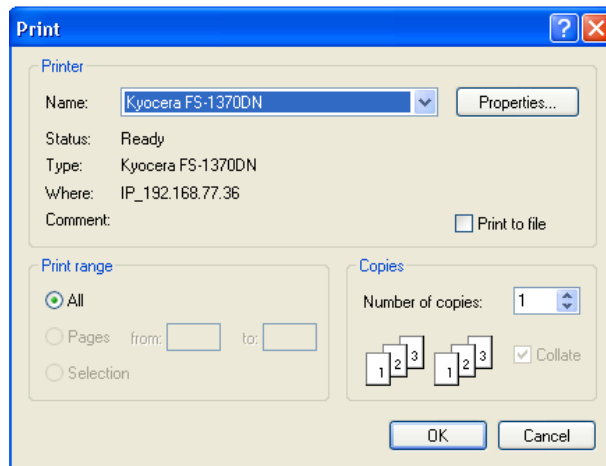 Print
Printer
Name: Kyocera FS-1370DN Properties...
Status: Ready
Type: Kyocera FS-1370DN
Where: IP_192.168.77.36
Comment: Print to file
Print range
All
Pages from: to:
Selection
Copies
Number of copies: 1
1 2 3 1 2 3 Collate
OK Cancel